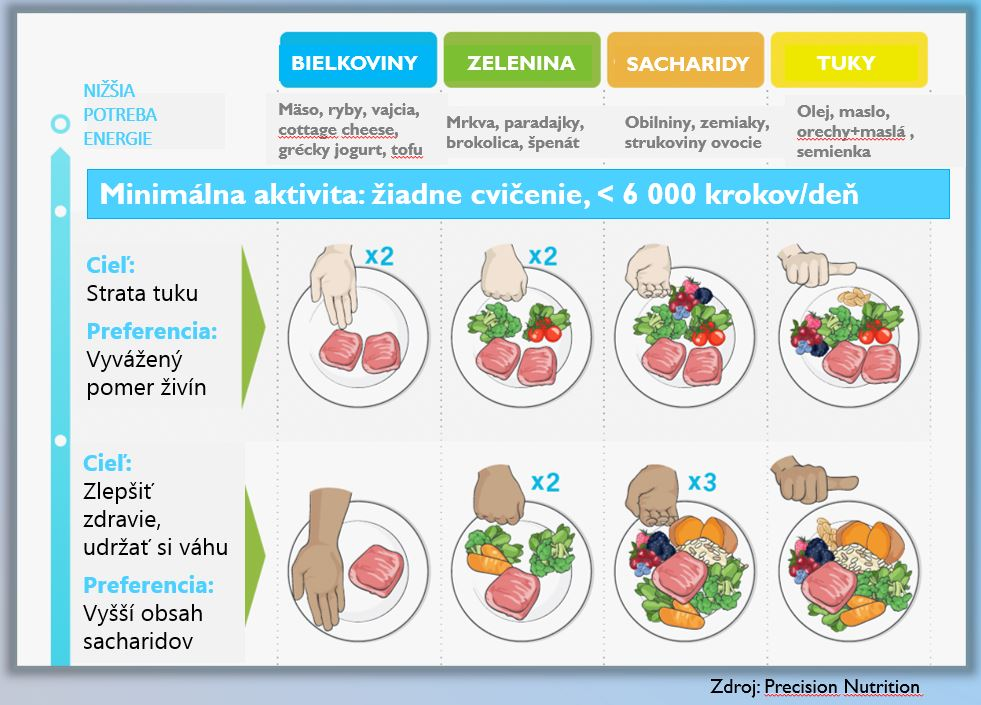 BIELKOVINY
ZELENINA
SACHARIDY
TUKY
NIŽŠIA
POTREBA
ENERGIE
Mäso, ryby, vajcia,
cottage cheese,
grécky jogurt, tofu
Mrkva, paradajky,
brokolica, špenát
Obilniny, zemiaky,
strukoviny ovocie
Olej, maslo,
orechy+maslá ,
semienka
Minimálna aktivita: žiadne cvičenie, < 6 000 krokov/deň
Cieľ:
Strata tuku
Preferencia:
Vyvážený
pomer živín
x2
x2
Cieľ:
Zlepšiť
zdravie,
udržať si váhu
Preferencia:
Vyšší obsah
sacharidov
x2
x3
Zdroj: Precision Nutrition